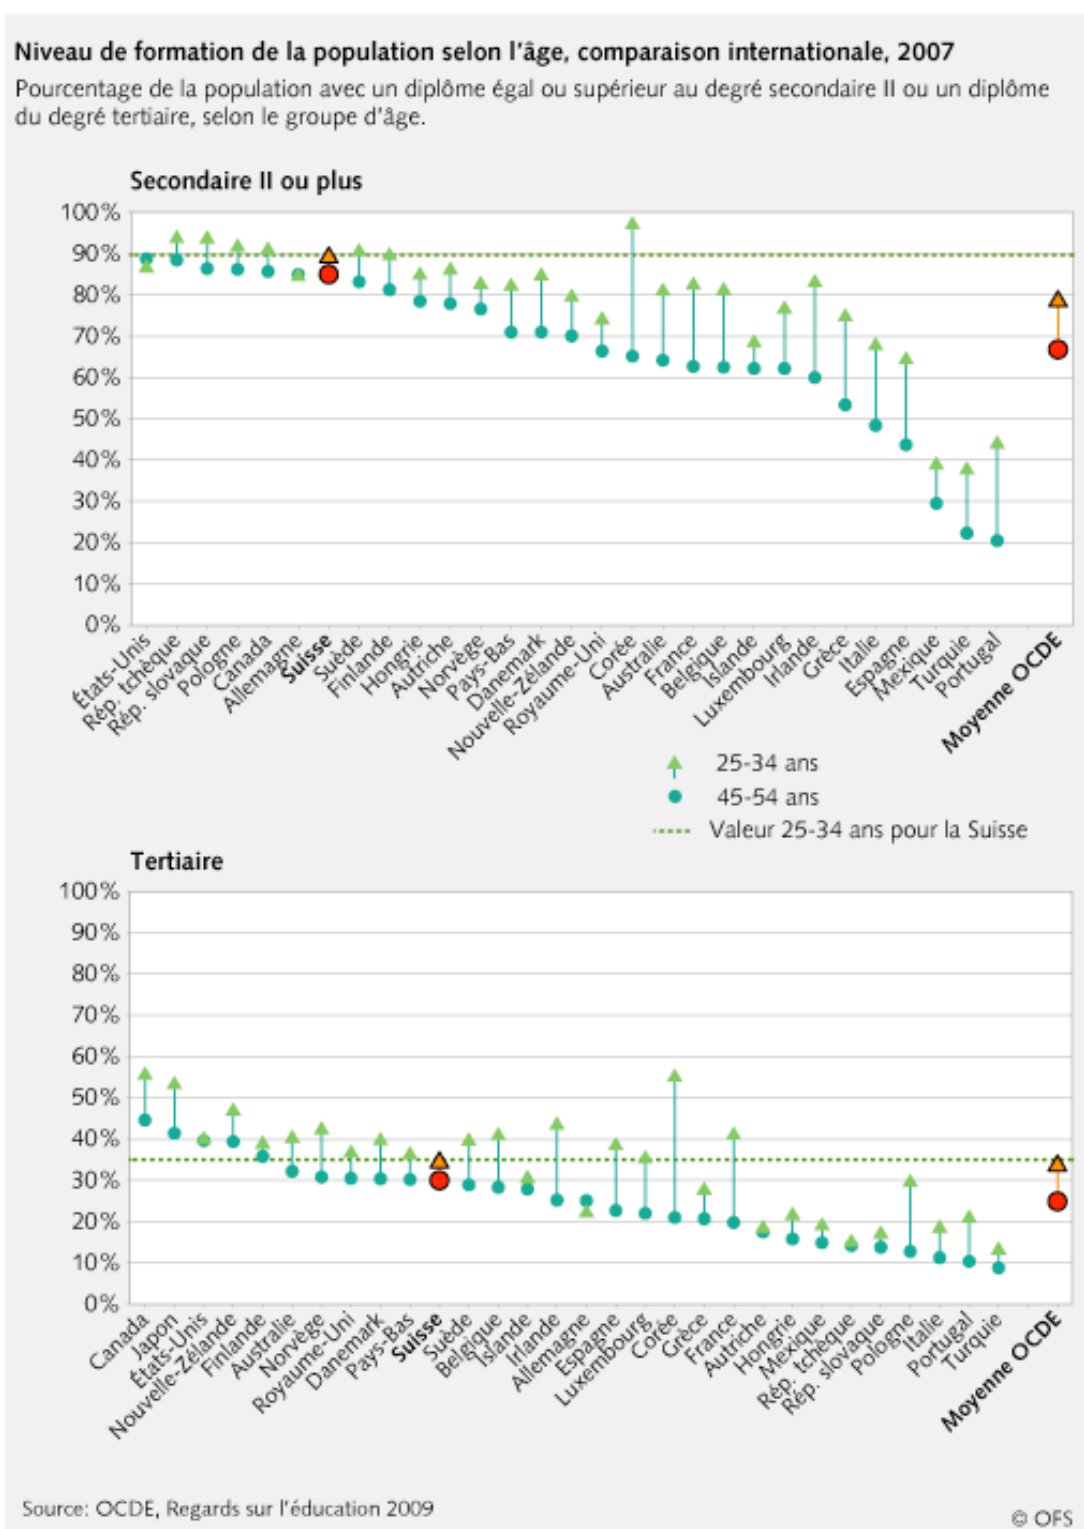 Niveau de formation de la population selon l'âge, comparaison internationale, 2007
Pourcentage de la population avec un diplôme égal ou supérieur au degré secondaire II ou un diplôme
du degré tertiaire, selon le groupe d'âge.
Secondaire II ou plus
100%
90%
80%
70%
60%
50%
40%
30%
20%
10%
0%
États-Unis
Rép. tchèque
Rép. slovaque
Pologne
Canada
Allemagne
Suisse
Suède
Finlande
Hongrie
Autriche
Norvège
Pays-Bas
Danemark
Nouvelle-Zélande
Royaume-Uni
Corée
Australie
France
Belgique
Islande
Luxembourg
Irlande
Grèce
Italie
Espagne
Mexique
Turquie
Portugal
Moyenne OCDE
25-34 ans
45-54 ans
Valeur 25-34 ans pour la Suisse
Tertiaire
100%
90%
80%
70%
60%
50%
40%
30%
20%
10%
0%
Canada
Japon
États-Unis
Nouvelle-Zélande
Finlande
Australie
Norvège
Royaume-Uni
Danemark
Pays-Bas
Suisse
Suède
Belgique
Islande
Irlande
Allemagne
Espagne
Luxembourg
Corée
Grèce
France
Autriche
Hongrie
Mexique
Rép. tchèque
Rép. slovaque
Pologne
Italie
Portugal
Turquie
Moyenne OCDE
Source: OCDE, Regards sur l'éducation 2009
© OFS